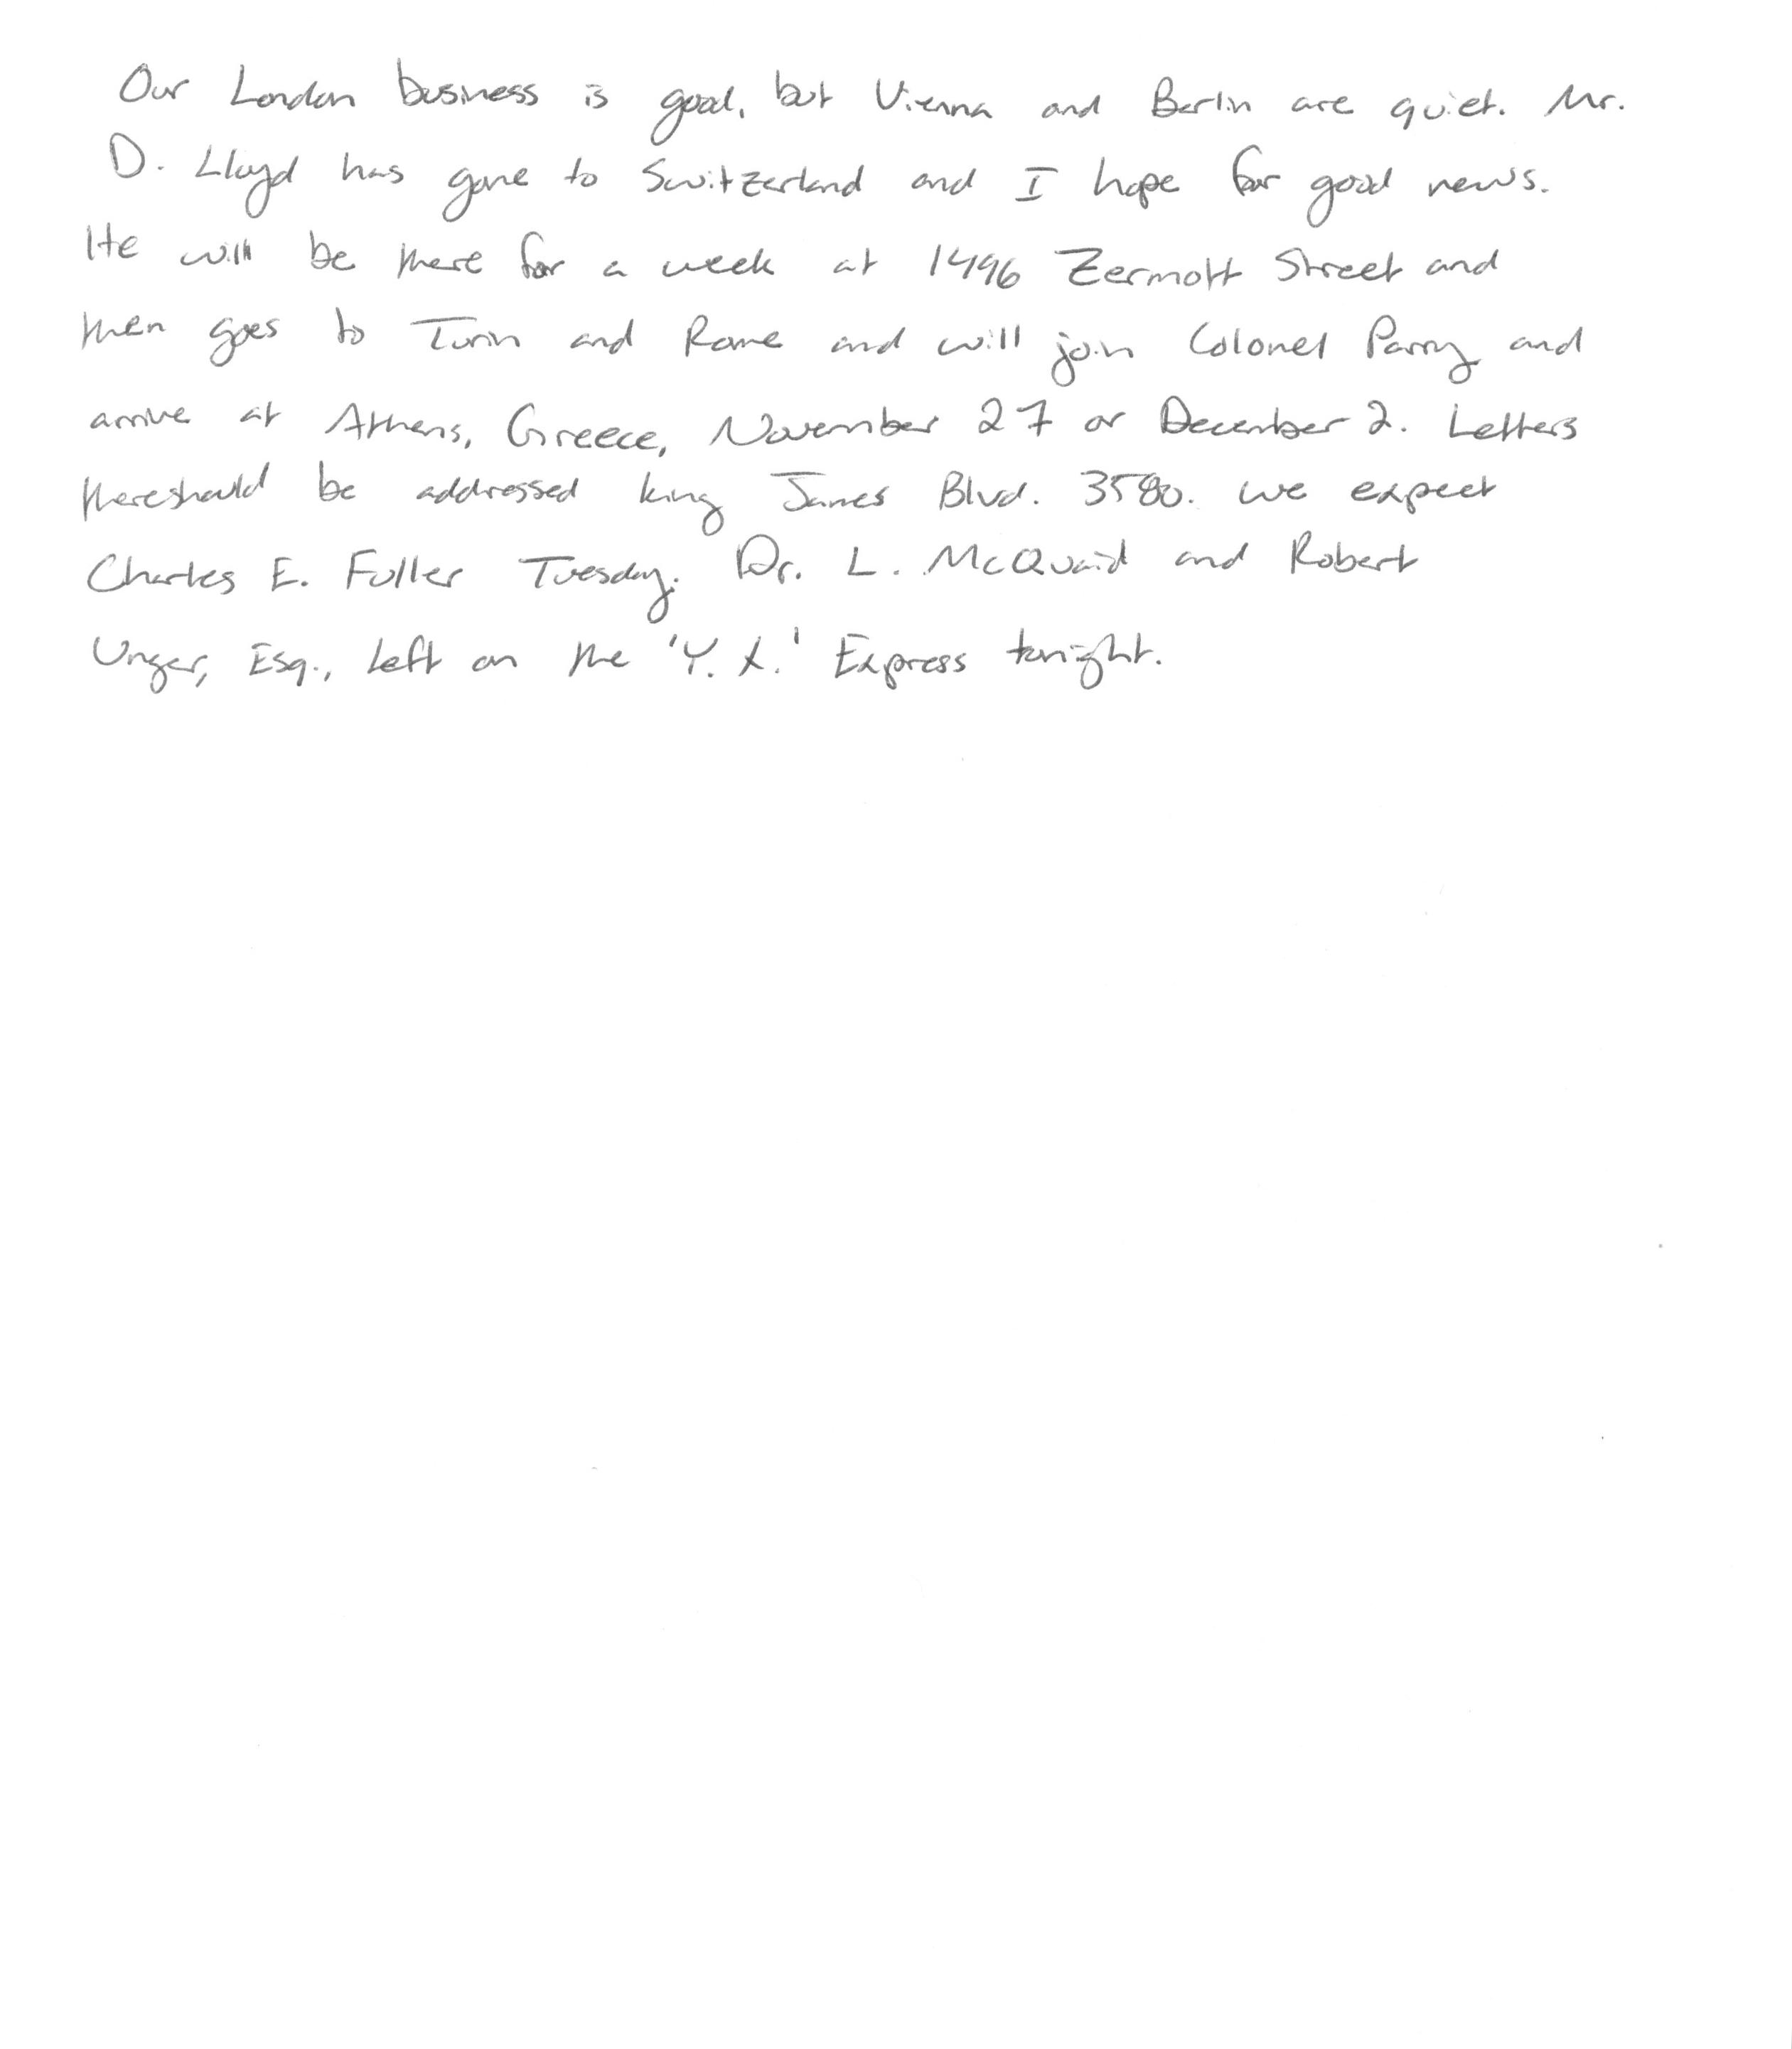 Our London business is good, but Vienna and Berlin are quiet. Mr.
D. Lloyd has gone to Switzerland and I hope for good news.
He will be there for a week at 1496 Zermott Street and
then goes to Turin and Rome and will join Colonel Parry and
arrive at Athens, Greece, November 27 or December 2. Letters
thereshould be addressed king James Blvd. 3580. we expect
Charles E. Fuller Tuesday. Dr. L. McQuaid and Robert
Unger, Esq., left on the 'Y. X.' Express tonight.